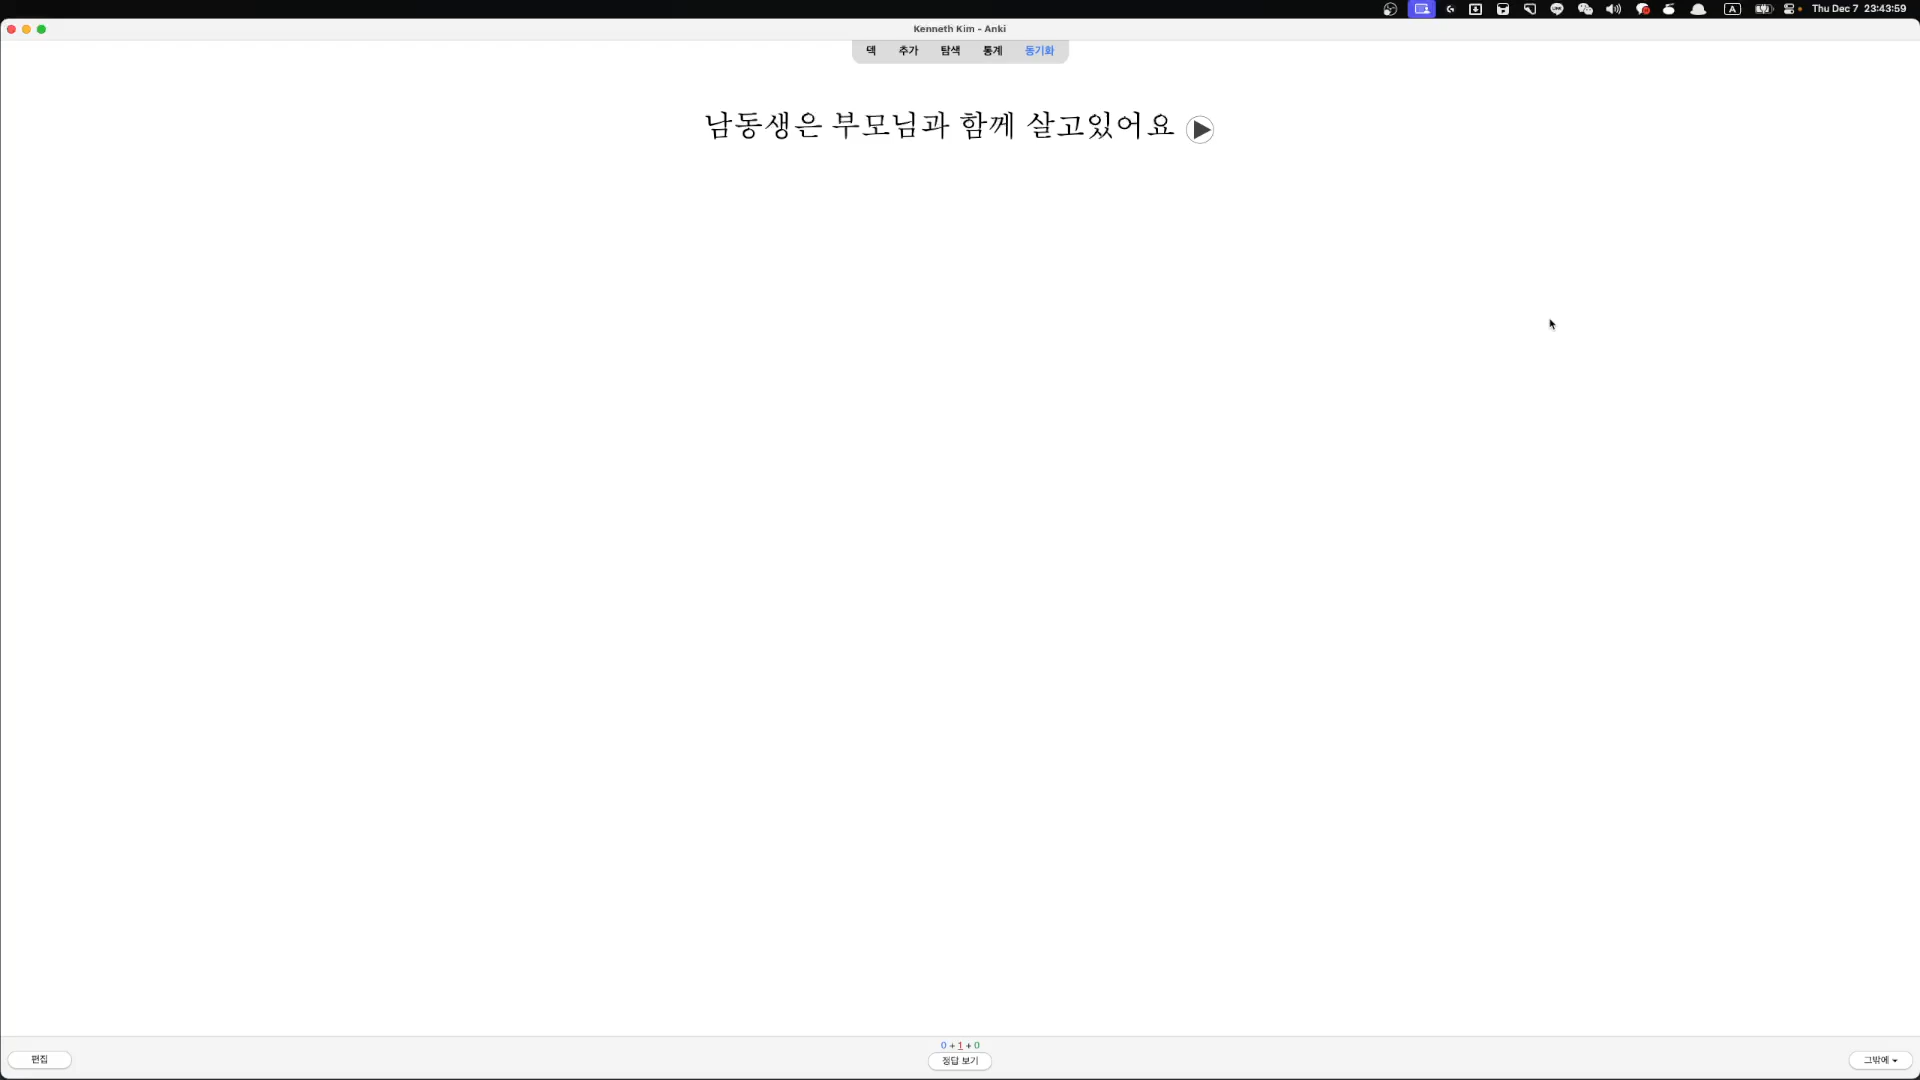 Thu Dec 7 23:43:59
Kenneth Kim - Anki
덱 추가 탐색 통계 동기화
남동생은 부모님과 함께 살고있어요
0 + 1 + 0
편집 정답 보기 그밖에